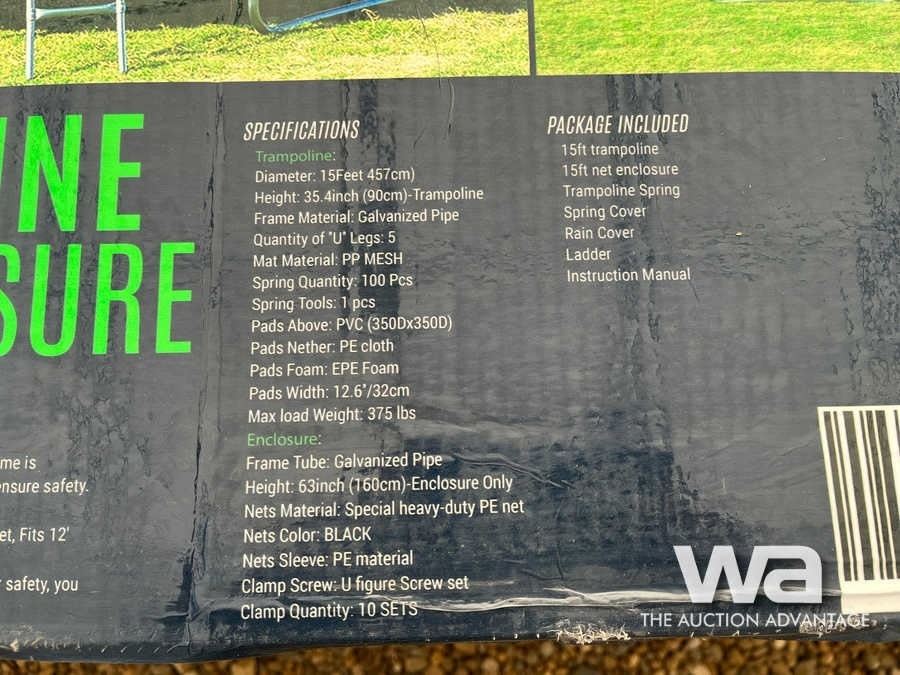 INE
SURE
me is
ensure safety.
et, Fits 12'
r safety, you
SPECIFICATIONS
Trampoline:
Diameter: 15Feet 457cm)
Height: 35.4inch (90cm)-Trampoline
Frame Material: Galvanized Pipe
Quantity of "U" Legs: 5
Mat Material: PP MESH
Spring Quantity: 100 Pcs
Spring Tools: 1 pcs
Pads Above: PVC (350Dx350D)
Pads Nether: PE cloth
Pads Foam: EPE Foam
Pads Width: 12.6"/32cm
Max load Weight: 375 lbs
Enclosure:
Frame Tube: Galvanized Pipe
Height: 63inch (160cm)-Enclosure Only
Nets Material: Special heavy-duty PE net
Nets Color: BLACK
Nets Sleeve: PE material
Clamp Screw: U figure Screw set
Clamp Quantity: 10 SETS
PACKAGE INCLUDED
15ft trampoline
15ft net enclosure
Trampoline Spring
Spring Cover
Rain Cover
Ladder
Instruction Manual
wa
THE AUCTION ADVANTAGE